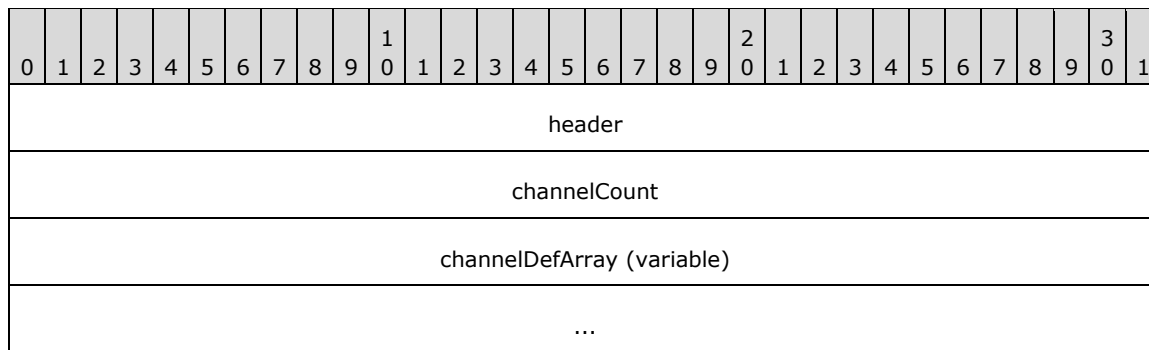 1 2 3
0 1 2 3 4 5 6 7 8 9 0 1 2 3 4 5 6 7 8 9 0 1 2 3 4 5 6 7 8 9 0 1
header
channelCount
channelDefArray (variable)
...